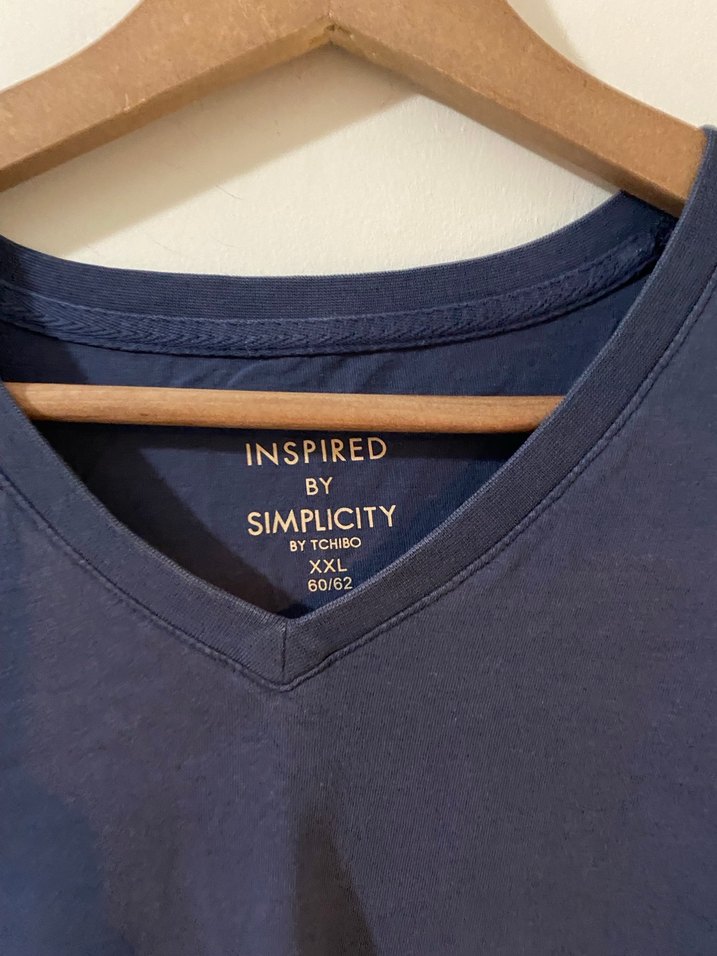 INSPIRED
BY
SIMPLICITY
BY TCHIBO
XXL
60/62